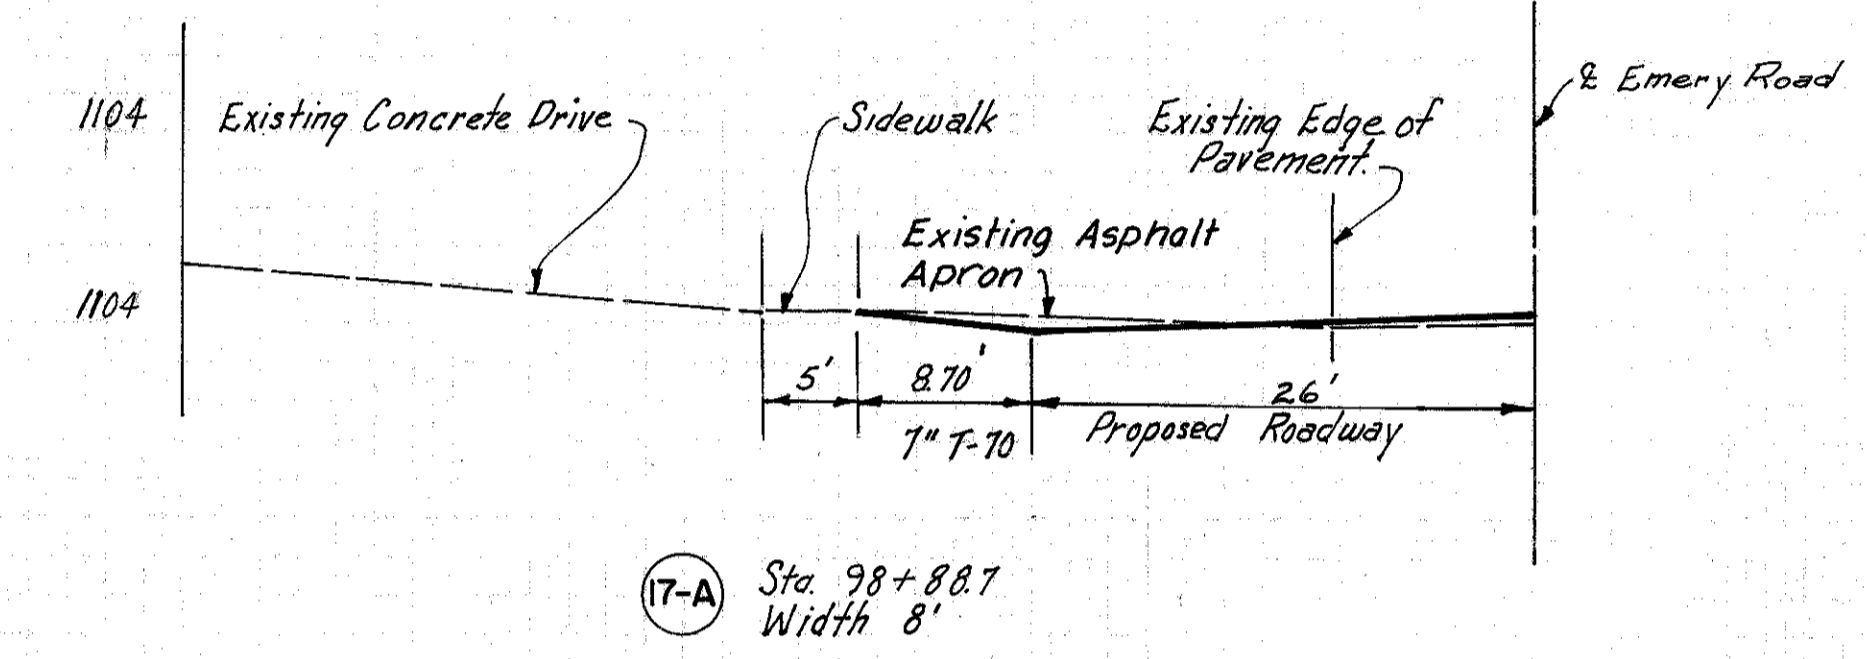 1104
Existing Concrete Drive
Sidewalk
Existing Edge of
Pavement.
℄ Emery Road
Existing Asphalt
Apron
1104
5'
8.70'
26'
7" T-70
Proposed Roadway
17-A
Sta. 98+88.7
Width 8'